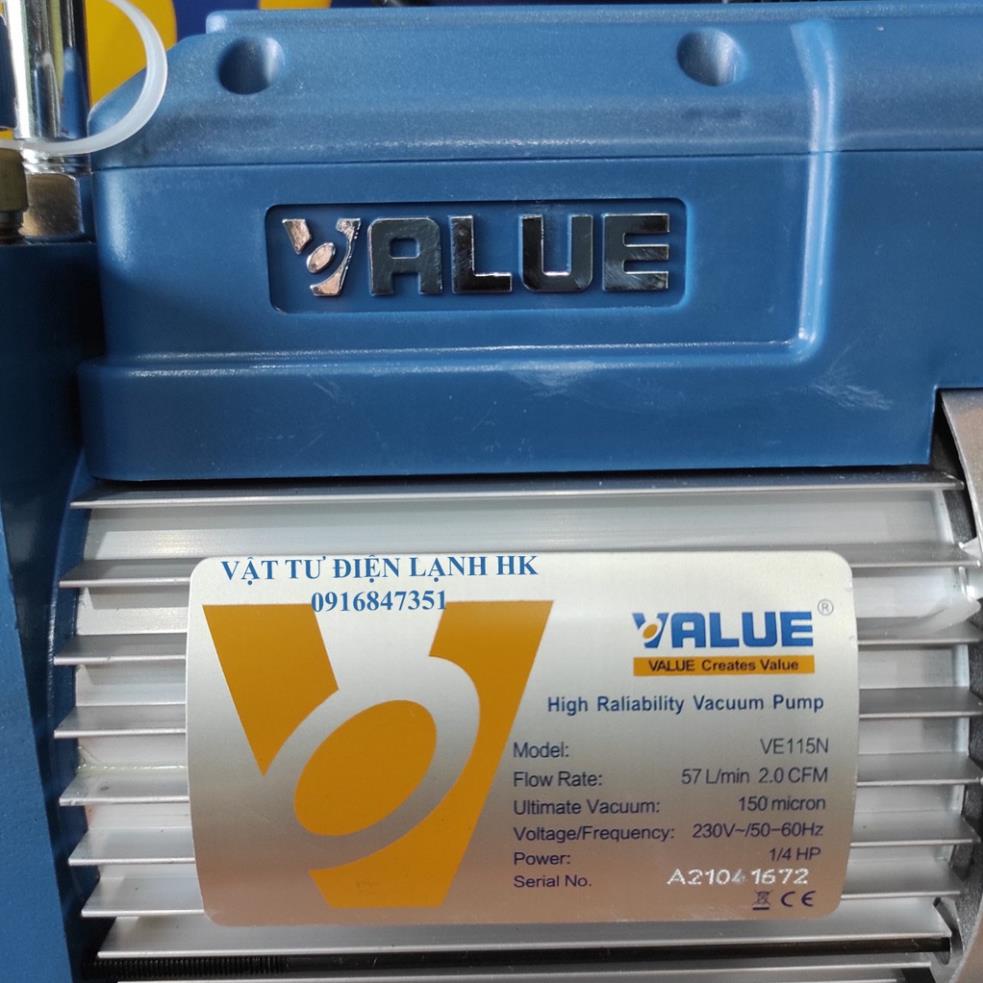 VALUE
VẬT TƯ ĐIỆN LẠNH HK
0916847351
VALUE ®
VALUE Creates Value
High Raliability Vacuum Pump
Model: VE115N
Flow Rate: 57 L/min 2.0 CFM
Ultimate Vacuum: 150 micron
Voltage/Frequency: 230V~/50-60Hz
Power: 1/4 HP
Serial No. A21041672
CE